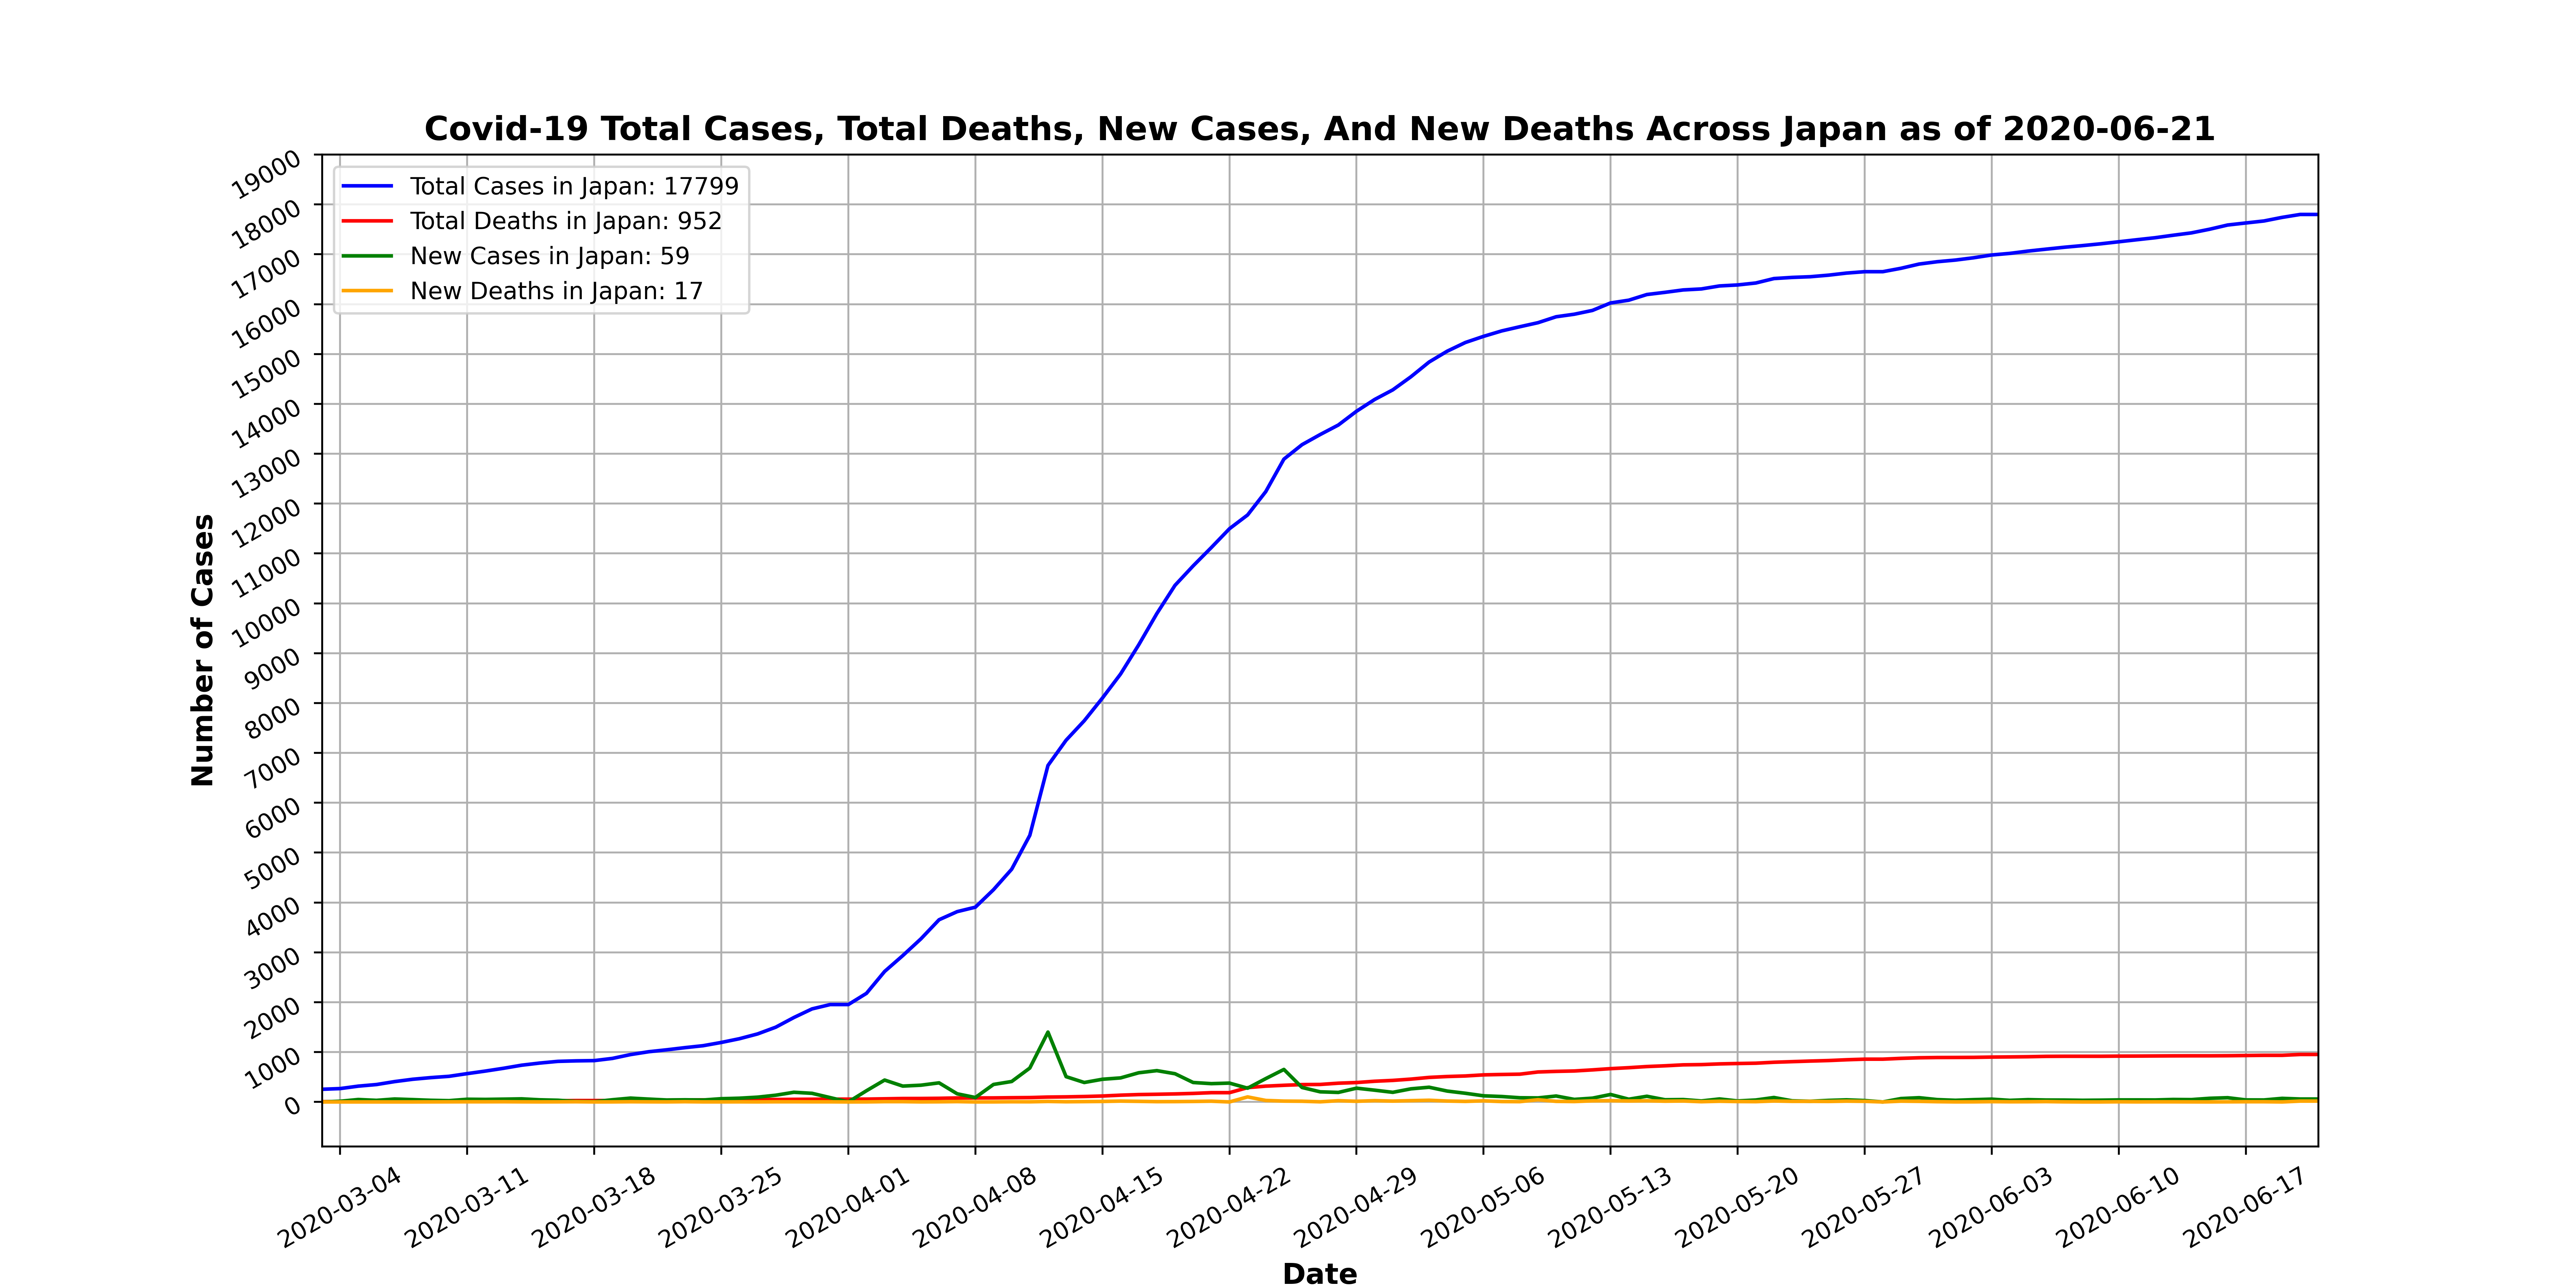 Covid-19 Total Cases, Total Deaths, New Cases, And New Deaths Across Japan as of 2020-06-21
Total Cases in Japan: 17799
Total Deaths in Japan: 952
New Cases in Japan: 59
New Deaths in Japan: 17
Number of Cases
19000
18000
17000
16000
15000
14000
13000
12000
11000
10000
9000
8000
7000
6000
5000
4000
3000
2000
1000
0
2020-03-04 2020-03-11 2020-03-18 2020-03-25 2020-04-01 2020-04-08 2020-04-15 2020-04-22 2020-04-29 2020-05-06 2020-05-13 2020-05-20 2020-05-27 2020-06-03 2020-06-10 2020-06-17
Date